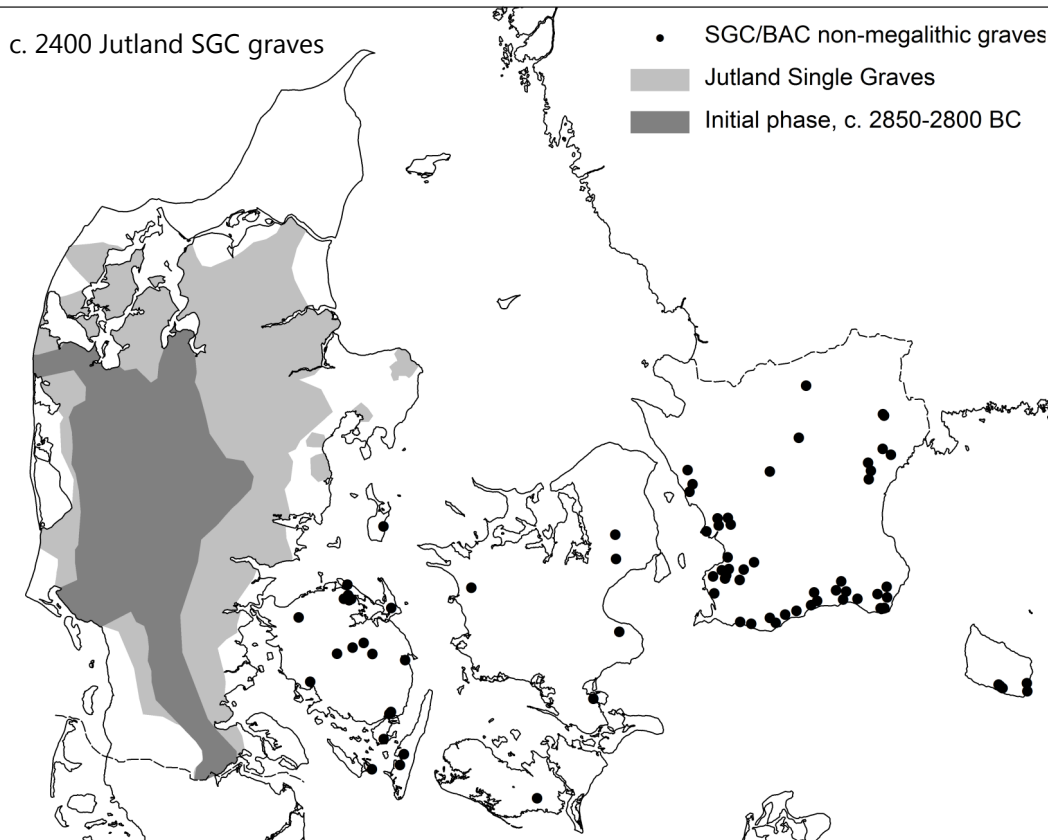 c. 2400 Jutland SGC graves
SGC/BAC non-megalithic graves
Jutland Single Graves
Initial phase, c. 2850-2800 BC